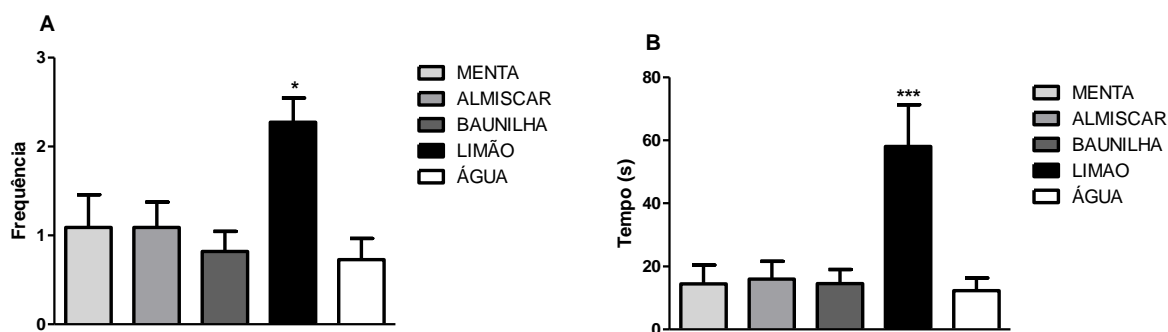 A
Frequência
3
2
1
0
*
MENTA
ALMISCAR
BAUNILHA
LIMÃO
ÁGUA
B
Tempo (s)
80
60
40
20
0
***
MENTA
ALMISCAR
BAUNILHA
LIMAO
ÁGUA